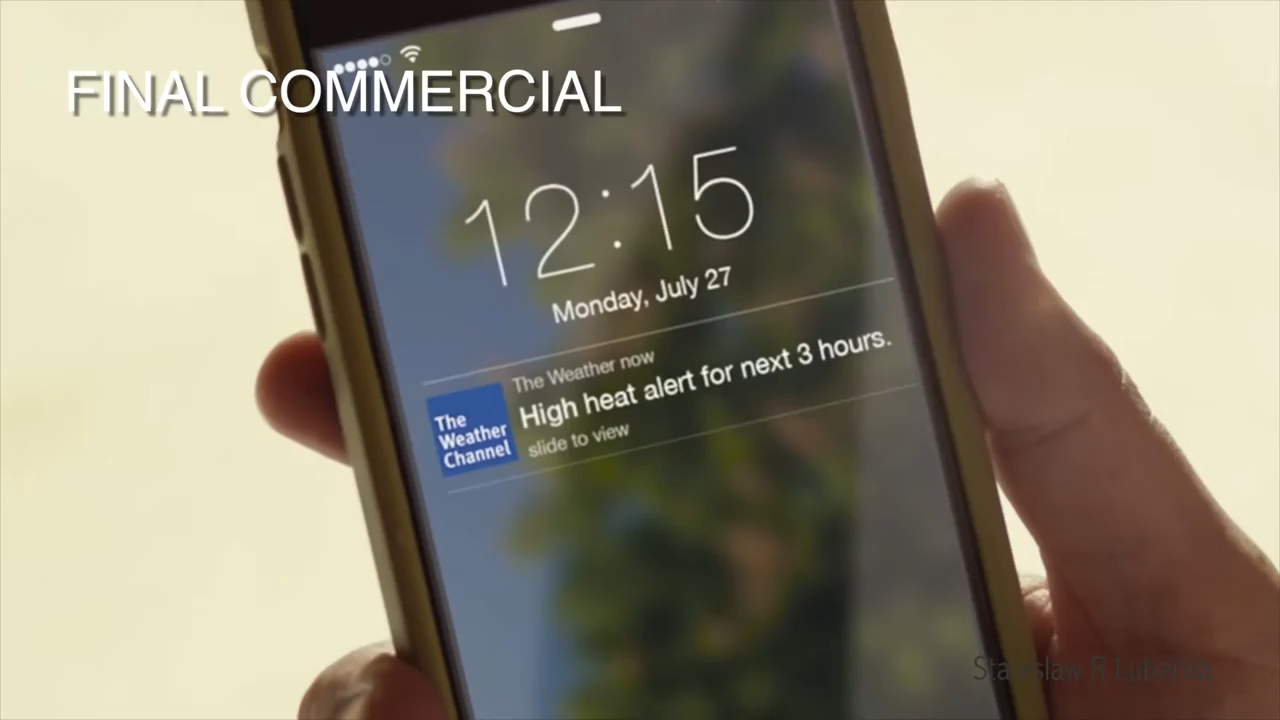 FINAL COMMERCIAL
12:15
Monday, July 27
The Weather now
High heat alert for next 3 hours.
slide to view
The
Weather
Channel